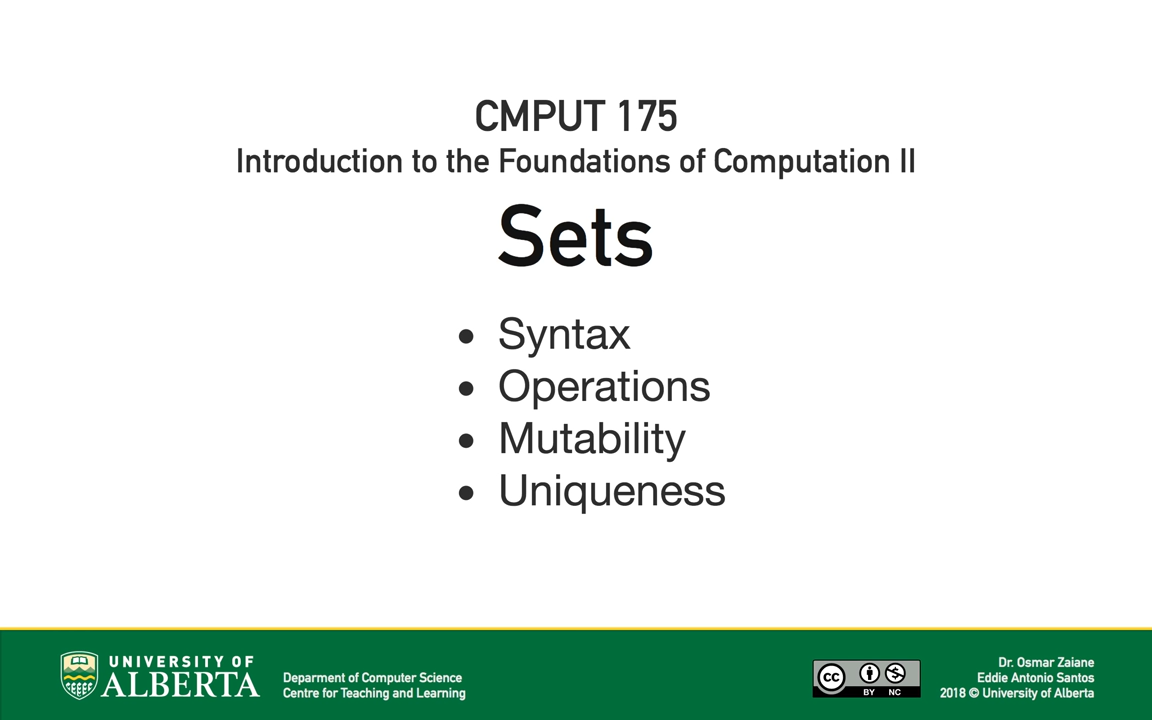 CMPUT 175
Introduction to the Foundations of Computation II
Sets
• Syntax
• Operations
• Mutability
• Uniqueness
UNIVERSITY OF
ALBERTA
Deparment of Computer Science
Centre for Teaching and Learning
cc
BY NC
Dr. Osmar Zaiane
Eddie Antonio Santos
2018 © University of Alberta